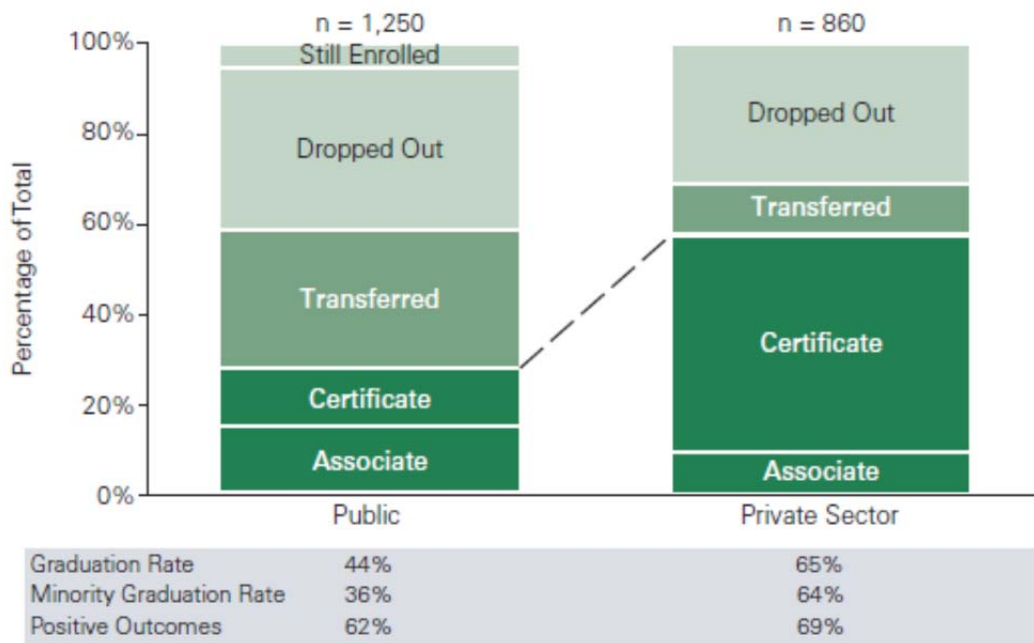 n = 1,250 n = 860
100%
Still Enrolled
Dropped Out
Dropped Out
80%
Transferred
60%
Percentage of Total
Transferred
40%
Certificate
Certificate
20%
Associate
Associate
0%
Public Private Sector
Graduation Rate 44% 65%
Minority Graduation Rate 36% 64%
Positive Outcomes 62% 69%